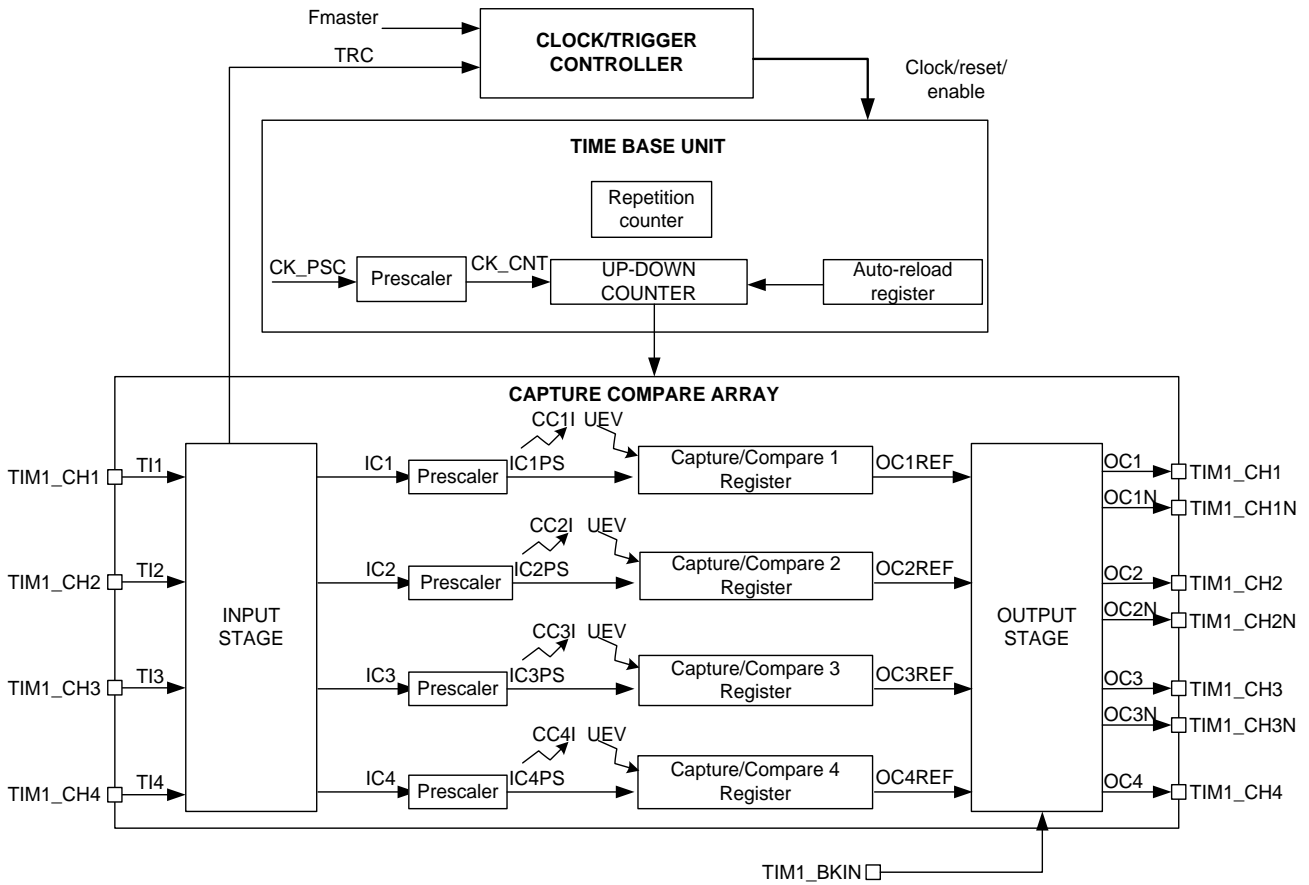 Fmaster
TRC
CLOCK/TRIGGER
CONTROLLER
Clock/reset/
enable
TIME BASE UNIT
Repetition
counter
CK_PSC
Prescaler
CK_CNT
UP-DOWN
COUNTER
Auto-reload
register
CAPTURE COMPARE ARRAY
TIM1_CH1
TI1
TIM1_CH2
TI2
TIM1_CH3
TI3
TIM1_CH4
TI4
INPUT
STAGE
IC1
Prescaler
IC1PS
CC1I
UEV
Capture/Compare 1
Register
OC1REF
IC2
Prescaler
IC2PS
CC2I
UEV
Capture/Compare 2
Register
OC2REF
IC3
Prescaler
IC3PS
CC3I
UEV
Capture/Compare 3
Register
OC3REF
IC4
Prescaler
IC4PS
CC4I
UEV
Capture/Compare 4
Register
OC4REF
OUTPUT
STAGE
OC1
TIM1_CH1
OC1N
TIM1_CH1N
OC2
TIM1_CH2
OC2N
TIM1_CH2N
OC3
TIM1_CH3
OC3N
TIM1_CH3N
OC4
TIM1_CH4
TIM1_BKIN